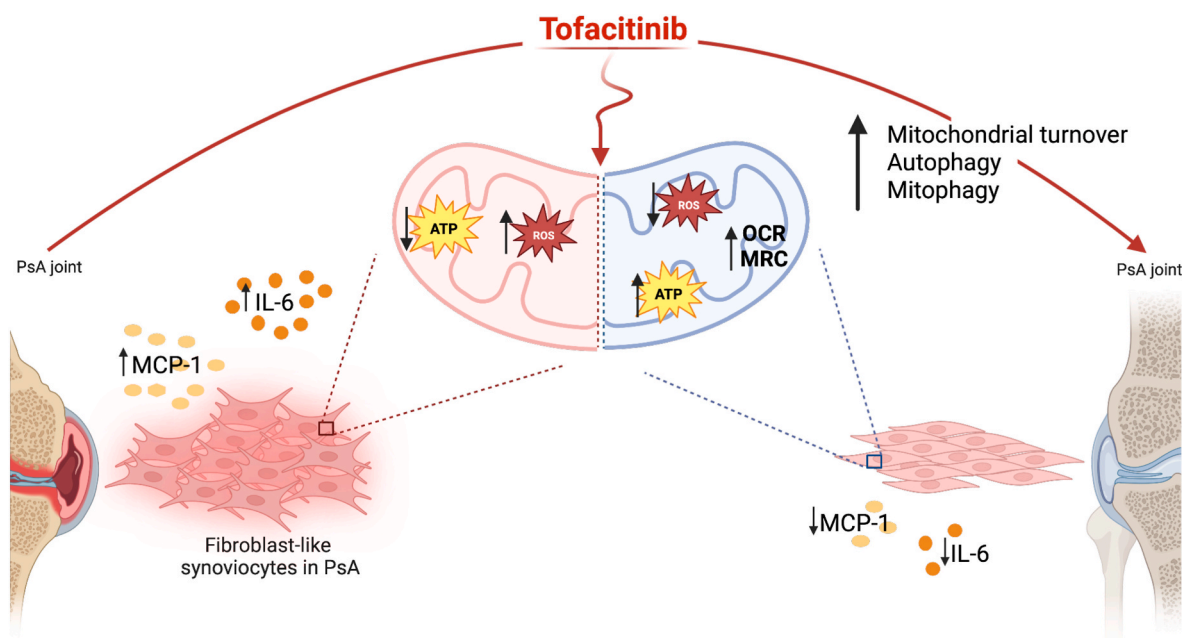 Tofacitinib
Mitochondrial turnover
Autophagy
Mitophagy
PsA joint
IL-6
MCP-1
ATP
ROS
ROS
OCR
MRC
ATP
PsA joint
Fibroblast-like
synoviocytes in PsA
MCP-1
IL-6